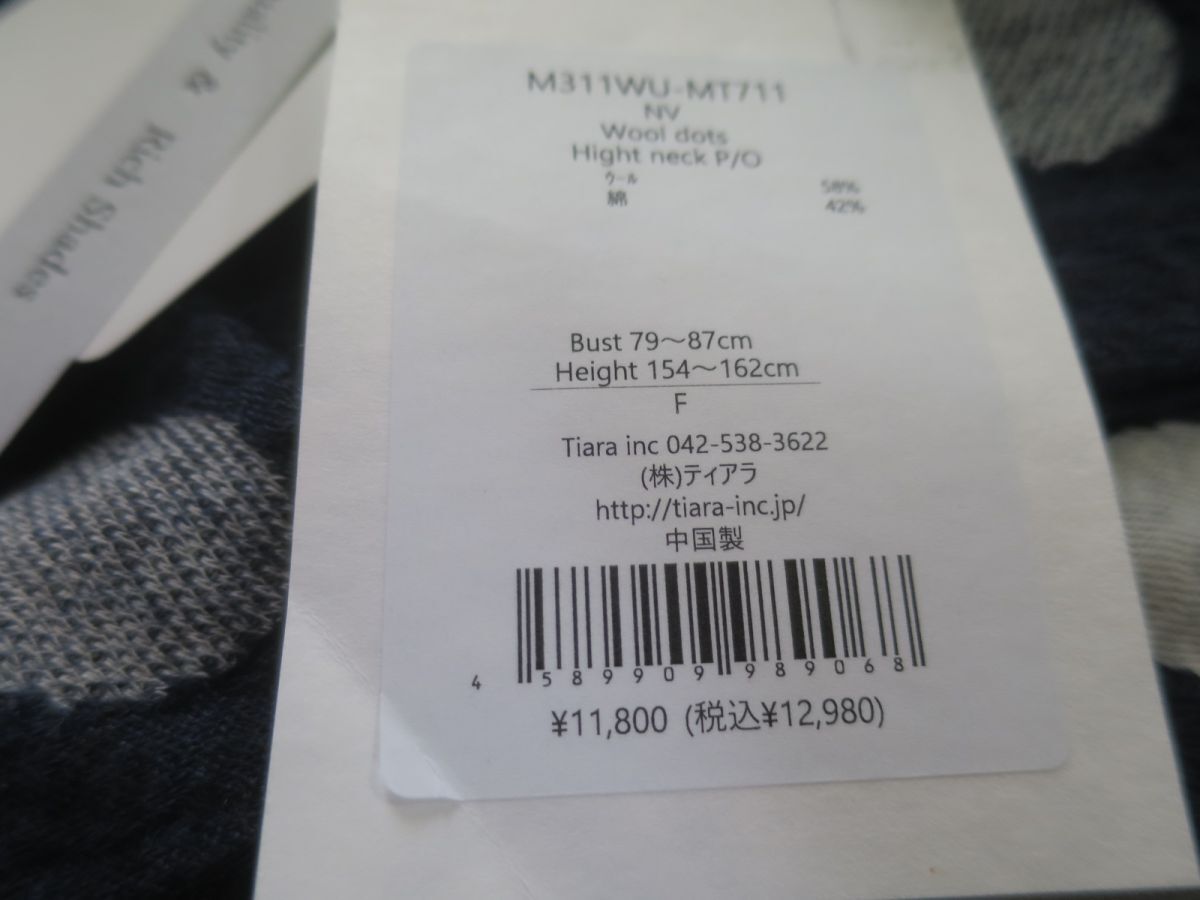 & Rich Shades
M311WU-MT711
NV
Wool dots
Hight neck P/O
ウール 58%
綿 42%
Bust 79～87cm
Height 154～162cm
F
Tiara inc 042-538-3622
(株)ティアラ
http://tiara-inc.jp/
中国製
4 589909 989068
¥11,800 (税込¥12,980)